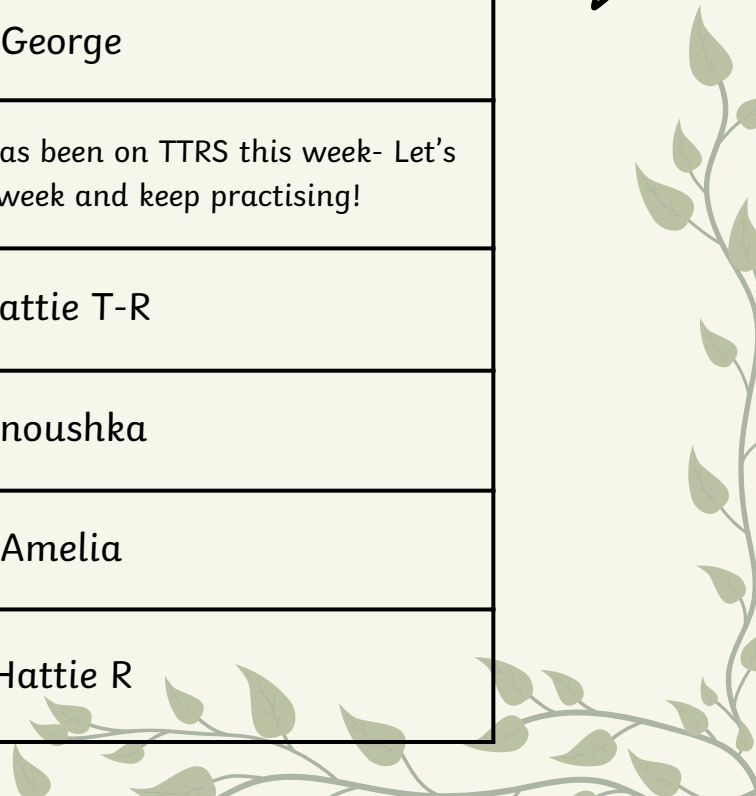 George
as been on TTRS this week- Let's
week and keep practising!
attie T-R
noushka
Amelia
Hattie R